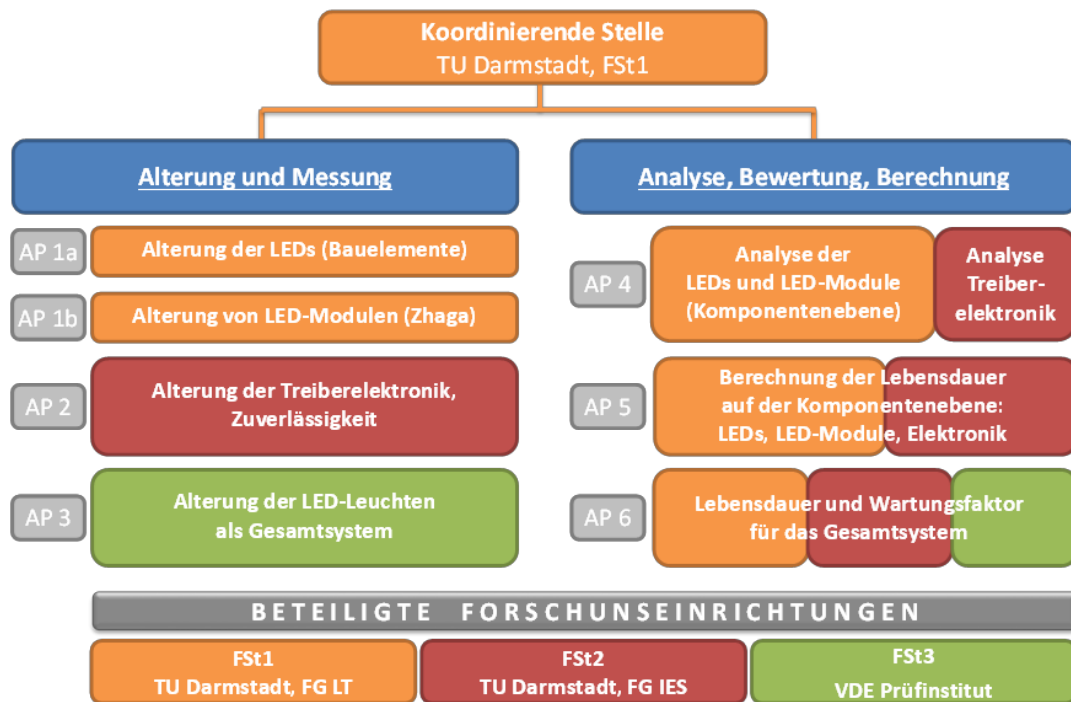 Koordinierende Stelle
TU Darmstadt, FSt1
Alterung und Messung
AP 1a
Alterung der LEDs (Bauelemente)
AP 1b
Alterung von LED-Modulen (Zhaga)
AP 2
Alterung der Treiberelektronik,
Zuverlässigkeit
AP 3
Alterung der LED-Leuchten
als Gesamtsystem
Analyse, Bewertung, Berechnung
AP 4
Analyse der
LEDs und LED-Module
(Komponentenebene)
Analyse
Treiber-
elektronik
AP 5
Berechnung der Lebensdauer
auf der Komponentenebene:
LEDs, LED-Module, Elektronik
AP 6
Lebensdauer und Wartungsfaktor
für das Gesamtsystem
BETEILIGTE FORSCHUNSEINRICHTUNGEN
FSt1
TU Darmstadt, FG LT
FSt2
TU Darmstadt, FG IES
FSt3
VDE Prüfinstitut